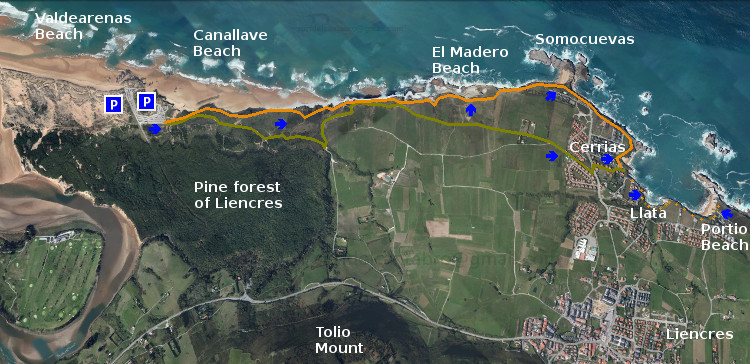 Valdearenas
Beach
Canallave
Beach
El Madero
Beach
Somocuevas
P
P
Cerrias
Pine forest
of Liencres
Llata
Portio
Beach
Tolio
Mount
Liencres